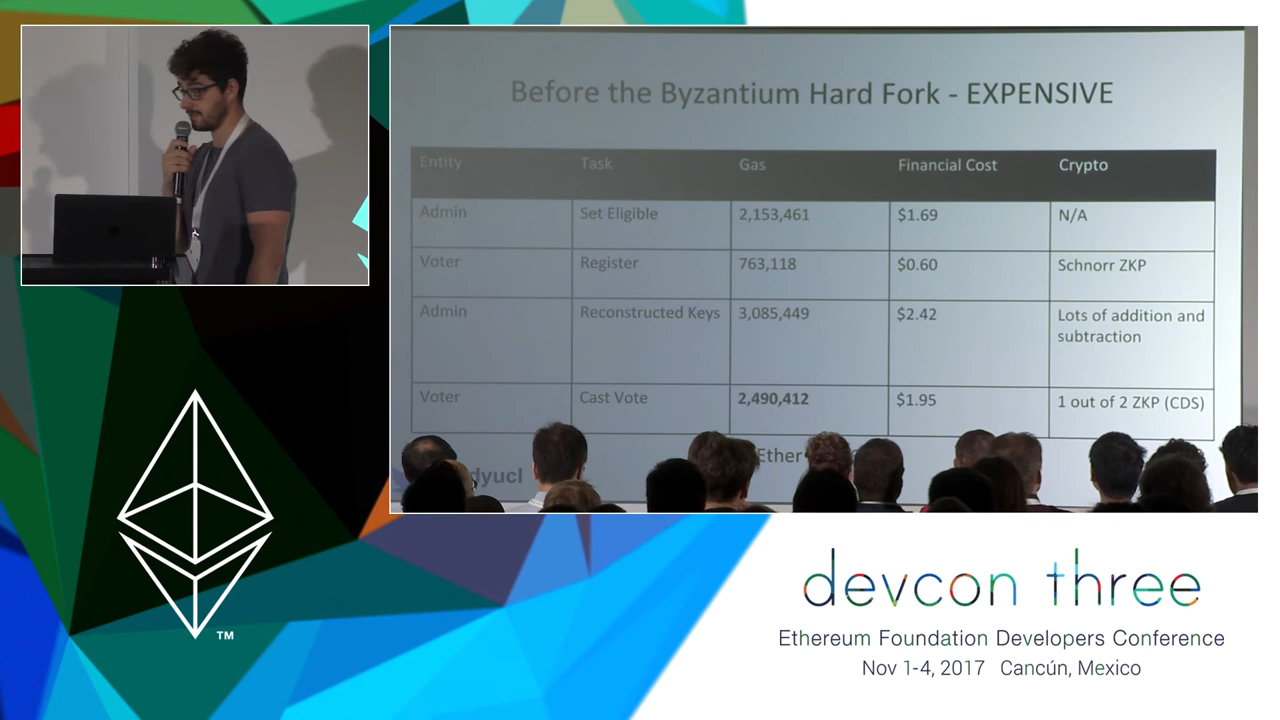 Before the Byzantium Hard Fork - EXPENSIVE
Entity Task Gas Financial Cost Crypto
Admin Set Eligible 2,153,461 $1.69 N/A
Voter Register 763,118 $0.60 Schnorr ZKP
Admin Reconstructed Keys 3,085,449 $2.42 Lots of addition and
subtraction
Voter Cast Vote 2,490,412 $1.95 1 out of 2 ZKP (CDS)
Ether
dyucl
TM
devcon three
Ethereum Foundation Developers Conference
Nov 1-4, 2017 Cancún, Mexico